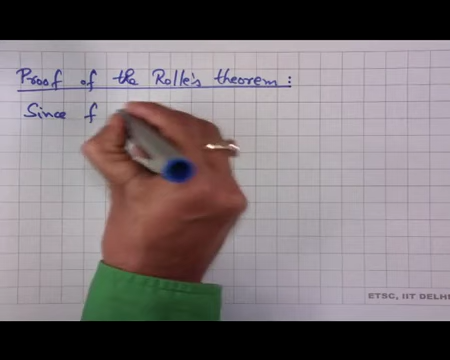 Proof of the Rolle's theorem :
Since f
ETSC, IIT DELHI